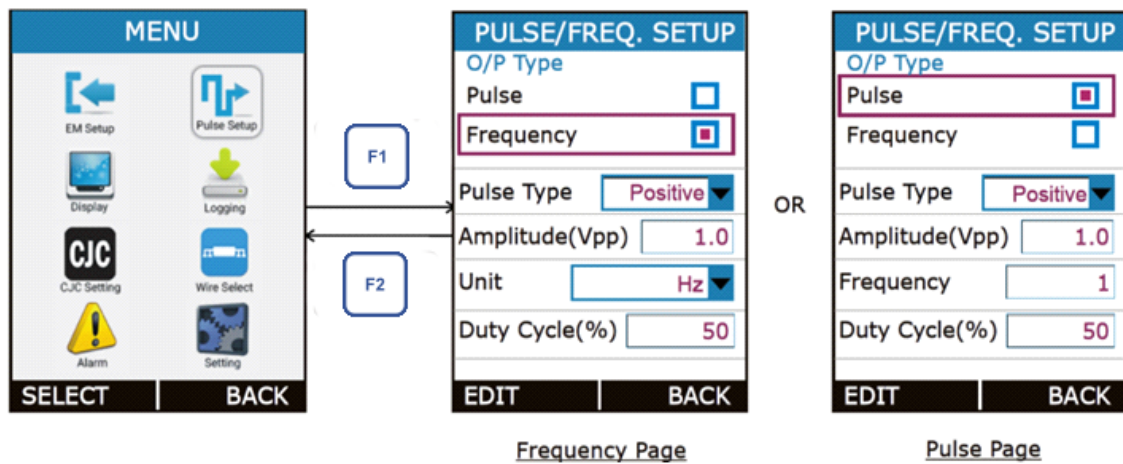 MENU
EM Setup
Pulse Setup
Display
Logging
CJC
CJC Setting
Wire Select
Alarm
Setting
SELECT
BACK
F1
F2
PULSE/FREQ. SETUP
O/P Type
Pulse
Frequency
Pulse Type
Positive
Amplitude(Vpp)
1.0
Unit
Hz
Duty Cycle(%)
50
EDIT
BACK
Frequency Page
OR
PULSE/FREQ. SETUP
O/P Type
Pulse
Frequency
Pulse Type
Positive
Amplitude(Vpp)
1.0
Frequency
1
Duty Cycle(%)
50
EDIT
BACK
Pulse Page